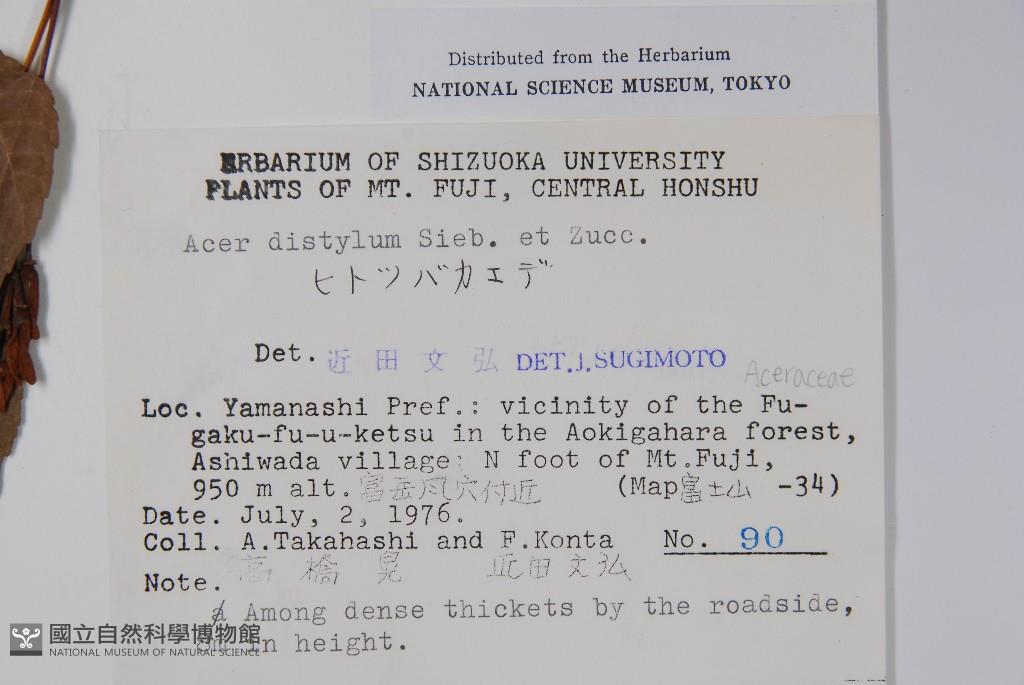 Distributed from the Herbarium
NATIONAL SCIENCE MUSEUM, TOKYO
ERBARIUM OF SHIZUOKA UNIVERSITY
PLANTS OF MT. FUJI, CENTRAL HONSHU
Acer distylum Sieb. et Zucc.
ヒトツバカエデ
Det. 近田文弘 DET.J.SUGIMOTO
Aceraceae
Loc. Yamanashi Pref.: vicinity of the Fu-
gaku-fu-u-ketsu in the Aokigahara forest,
Ashiwada village; N foot of Mt.Fuji,
950 m alt. 富岳風穴付近 (Map富士山 -34)
Date. July, 2, 1976.
Coll. A.Takahashi and F.Konta No. 90
高橋晃 近田文弘
Note.
Among dense thickets by the roadside,
in height.
國立自然科學博物館
NATIONAL MUSEUM OF NATURAL SCIENCE